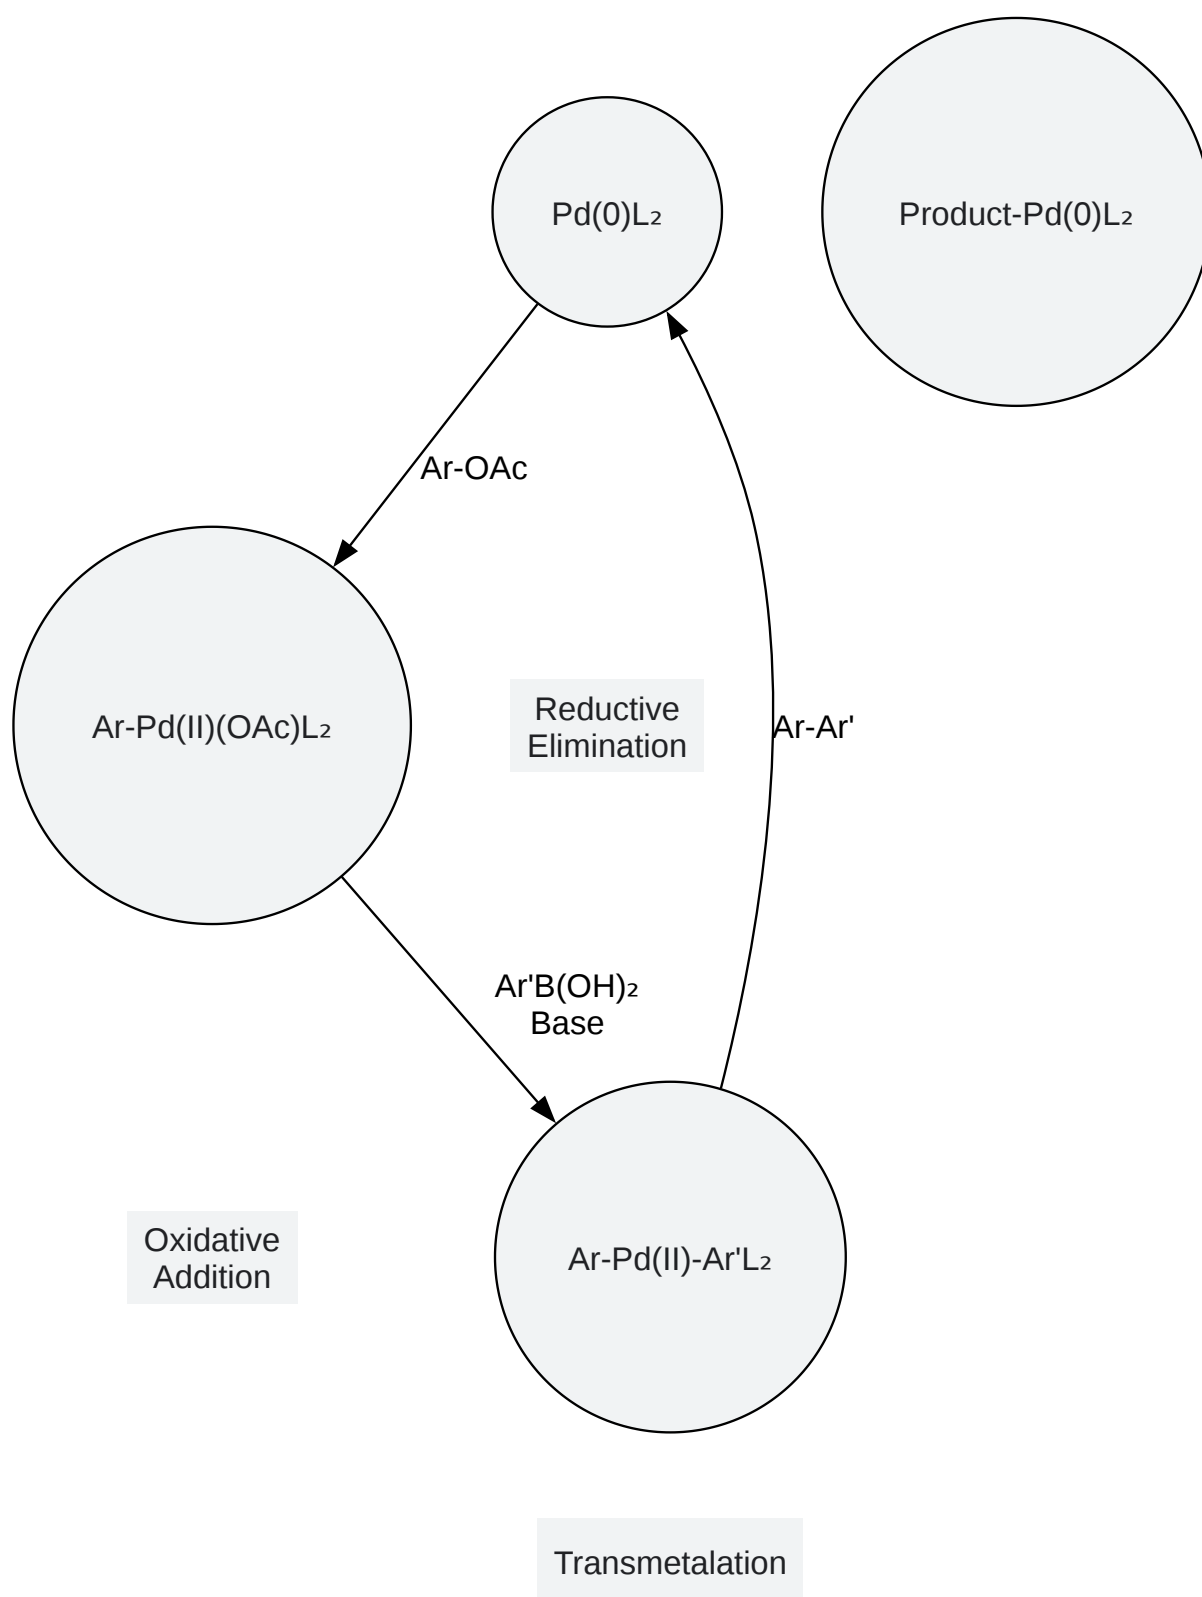 Pd(0)L₂
Product-Pd(0)L₂
Ar-OAc
Ar-Pd(II)(OAc)L₂
Reductive
Elimination
Ar-Ar'
Ar'B(OH)₂
Base
Oxidative
Addition
Ar-Pd(II)-Ar'L₂
Transmetalation